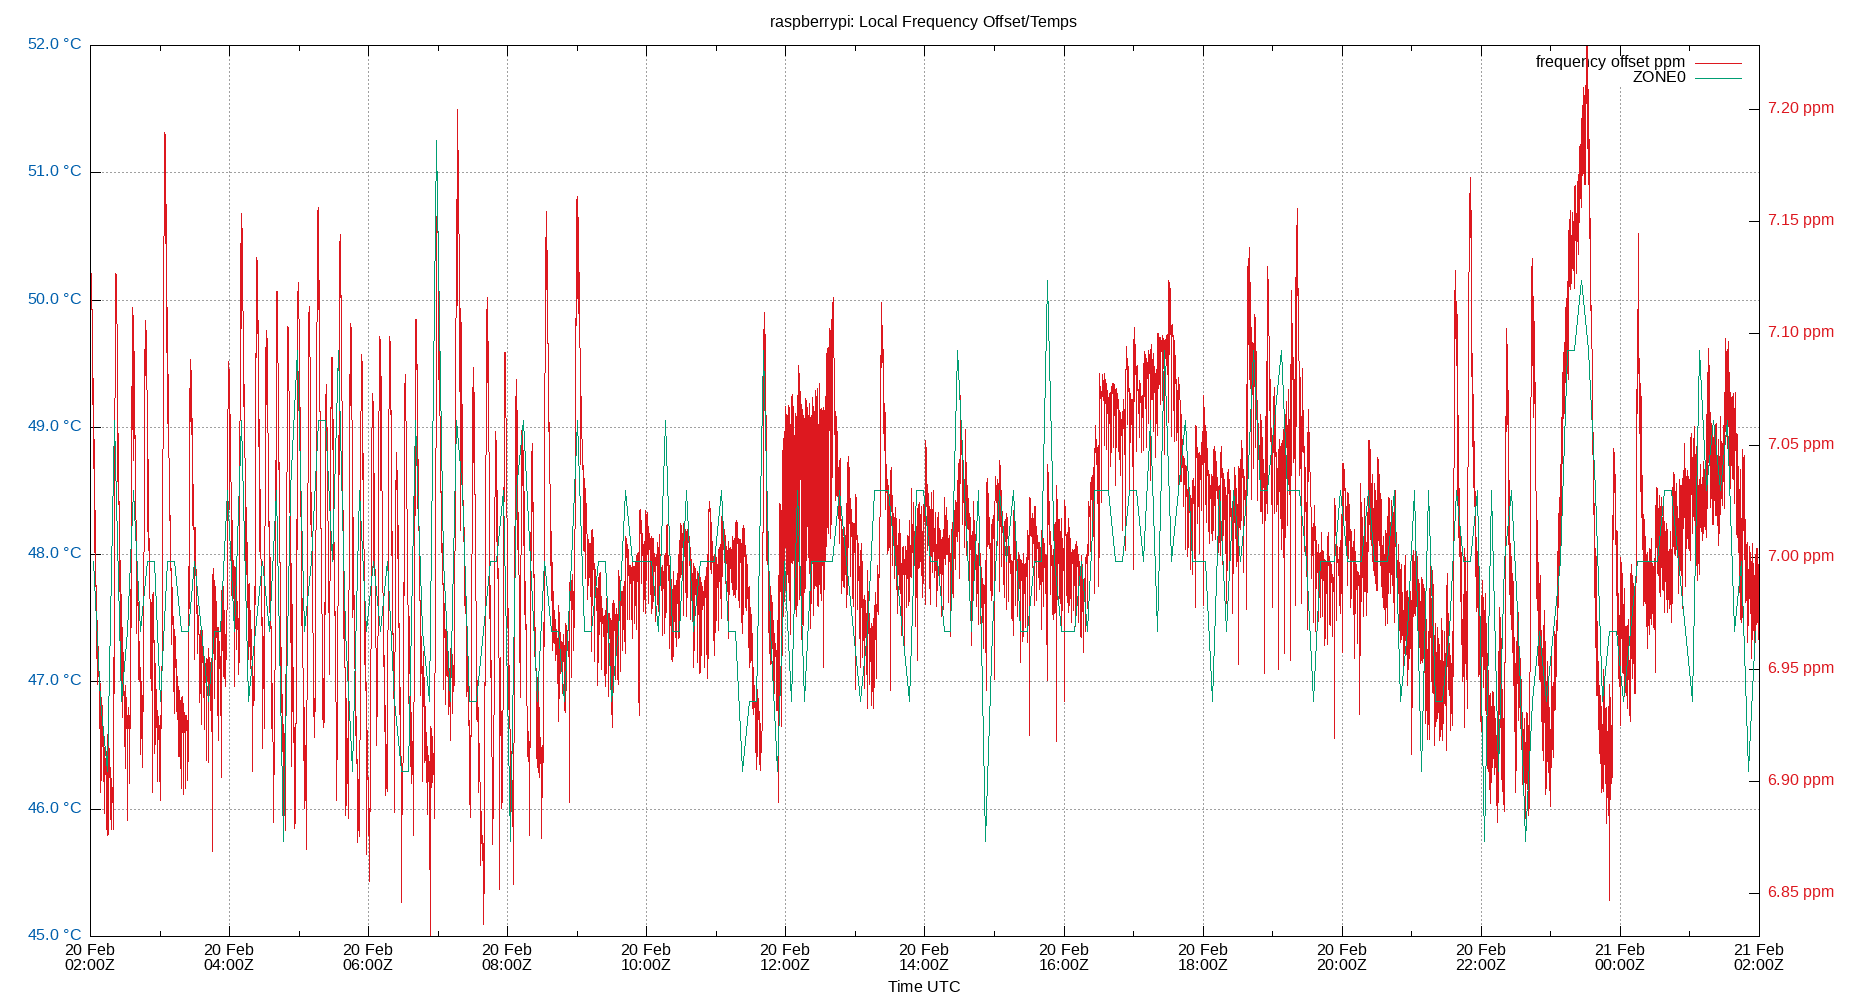 raspberrypi: Local Frequency Offset/Temps
52.0 °C
51.0 °C
50.0 °C
49.0 °C
48.0 °C
47.0 °C
46.0 °C
45.0 °C
frequency offset ppm
ZONE0
7.20 ppm
7.15 ppm
7.10 ppm
7.05 ppm
7.00 ppm
6.95 ppm
6.90 ppm
6.85 ppm
20 Feb 20 Feb 20 Feb 20 Feb 20 Feb 20 Feb 20 Feb 20 Feb 20 Feb 20 Feb 20 Feb 21 Feb 21 Feb
02:00Z 04:00Z 06:00Z 08:00Z 10:00Z 12:00Z 14:00Z 16:00Z 18:00Z 20:00Z 22:00Z 00:00Z 02:00Z
Time UTC